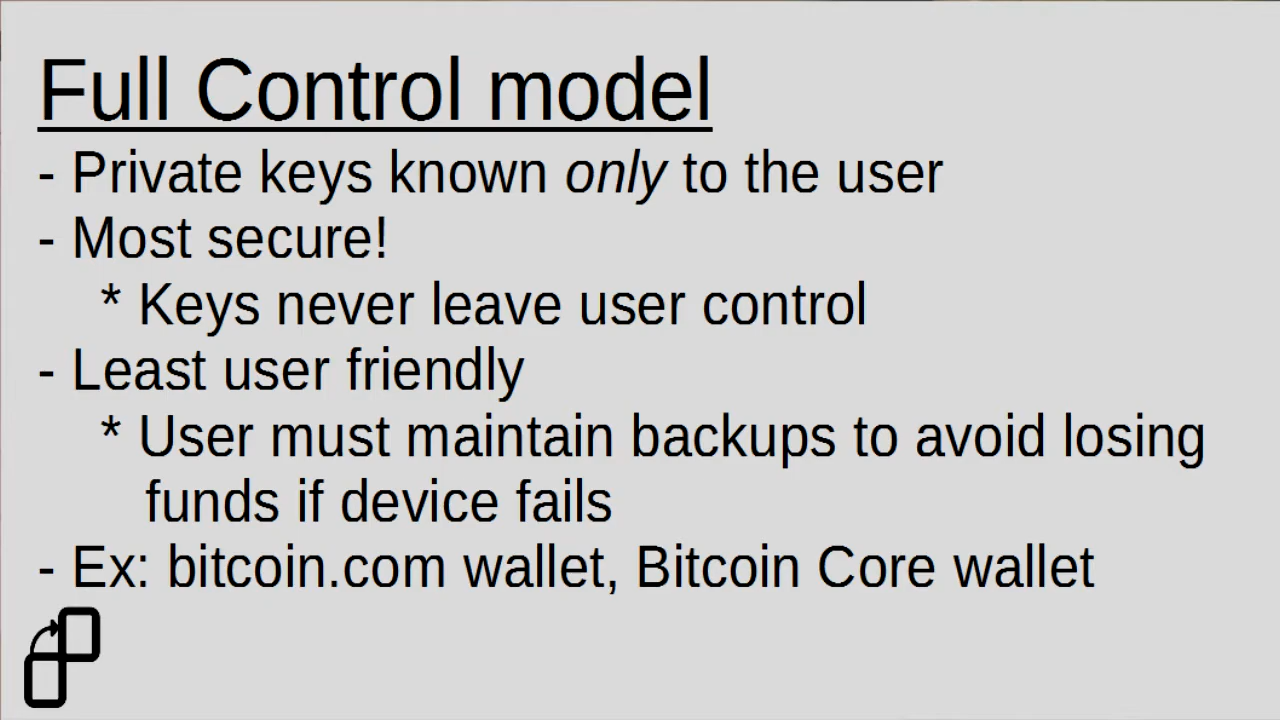 Full Control model
- Private keys known only to the user
- Most secure!
* Keys never leave user control
- Least user friendly
* User must maintain backups to avoid losing
funds if device fails
- Ex: bitcoin.com wallet, Bitcoin Core wallet